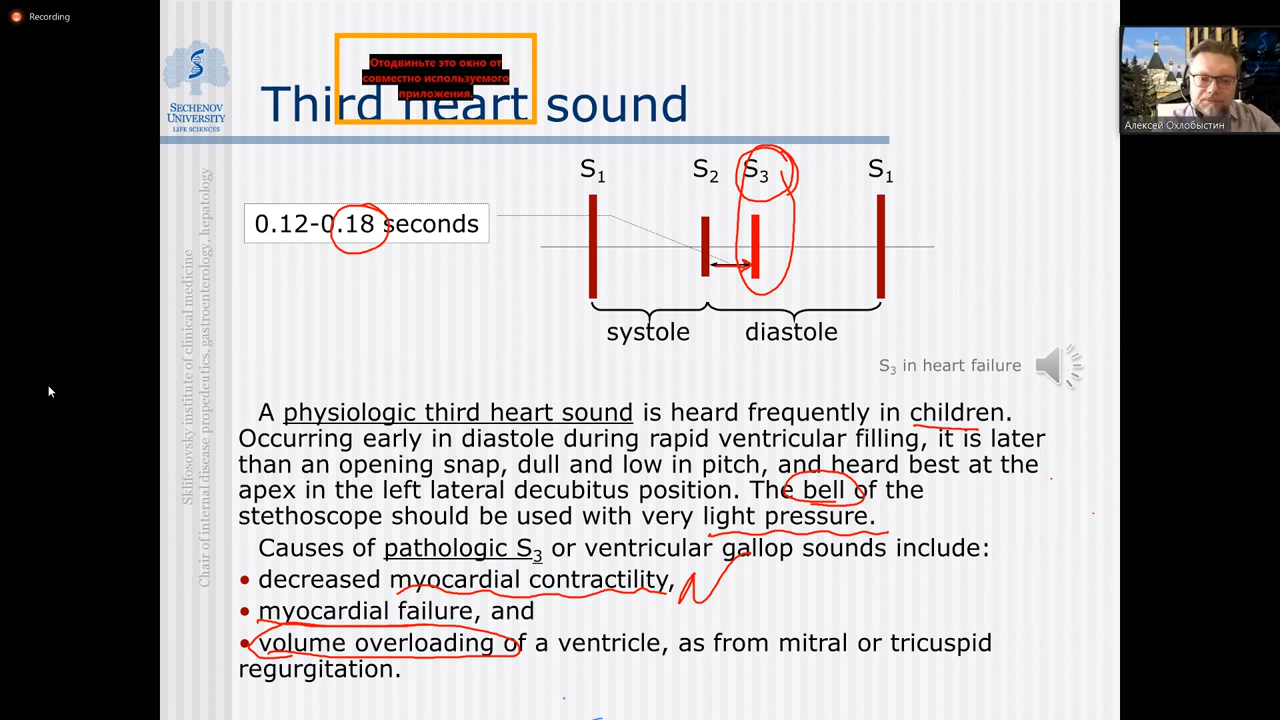 Recording
Отодвиньте это окно от
совместно используемого
приложения.
Third heart sound
SECHENOV
UNIVERSITY
LIFE SCIENCES
Алексей Охлобыстин
S1 S2 S3 S1
0.12-0.18 seconds
systole diastole
S3 in heart failure
Sklifosovsky institute of clinical medicine
Chair of internal disease propedeutics, gastroenterology, hepatology
A physiologic third heart sound is heard frequently in children.
Occurring early in diastole during rapid ventricular filling, it is later
than an opening snap, dull and low in pitch, and heard best at the
apex in the left lateral decubitus position. The bell of the
stethoscope should be used with very light pressure.
Causes of pathologic S3 or ventricular gallop sounds include:
• decreased myocardial contractility,
• myocardial failure, and
• volume overloading of a ventricle, as from mitral or tricuspid
regurgitation.